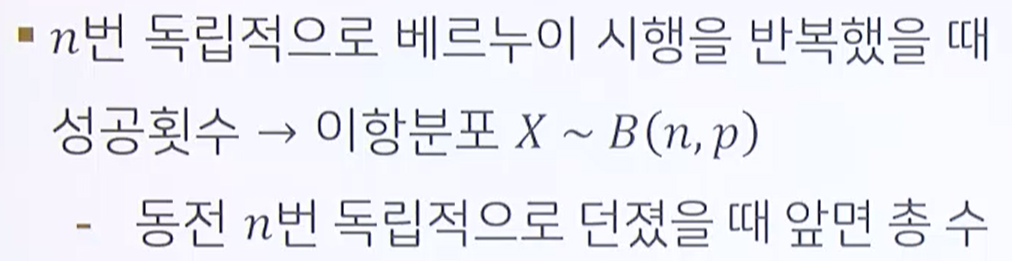 ▪ n번 독립적으로 베르누이 시행을 반복했을 때
성공횟수 → 이항분포 X ~ B(n, p)
- 동전 n번 독립적으로 던졌을 때 앞면 총 수